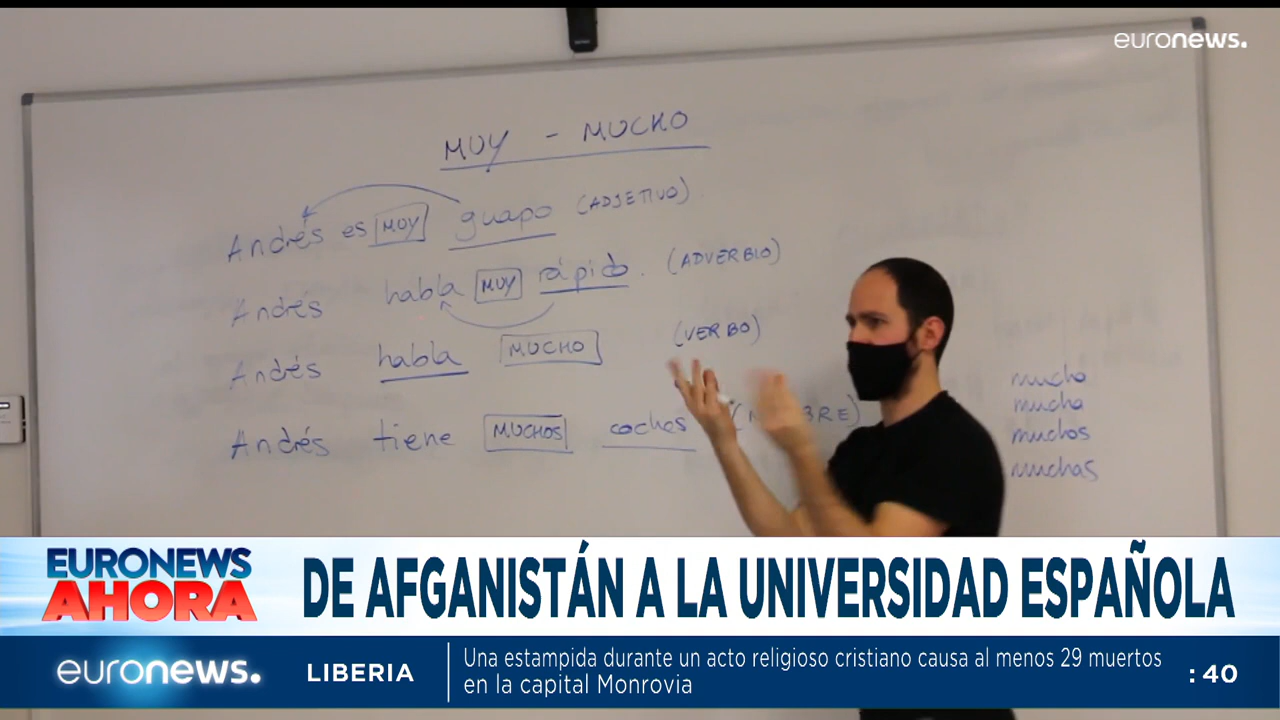 euronews.
MUY - MUCHO
Andrés es MUY guapo (ADJETIVO)
Andrés habla MUY rápido. (ADVERBIO)
Andrés habla MUCHO (VERBO)
Andrés tiene MUCHOS coches
mucho
mucha
muchos
muchas
EURONEWS
AHORA
DE AFGANISTÁN A LA UNIVERSIDAD ESPAÑOLA
euronews.
LIBERIA
Una estampida durante un acto religioso cristiano causa al menos 29 muertos
en la capital Monrovia
:40